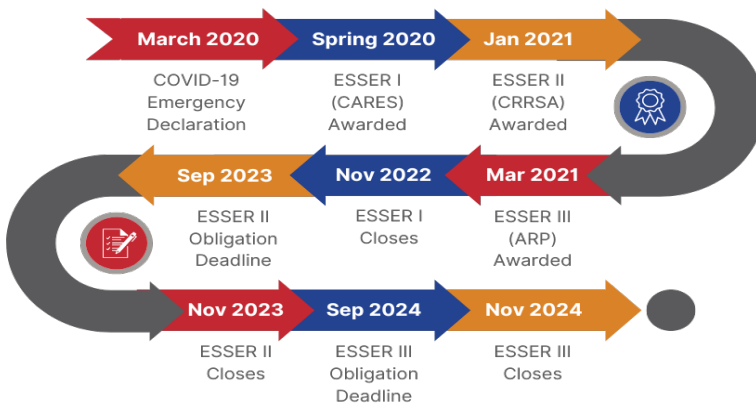 March 2020
Spring 2020
Jan 2021
COVID-19
Emergency
Declaration
ESSER I
(CARES)
Awarded
ESSER II
(CRRSA)
Awarded
Mar 2021
Nov 2022
Sep 2023
ESSER III
(ARP)
Awarded
ESSER I
Closes
ESSER II
Obligation
Deadline
Nov 2023
Sep 2024
Nov 2024
ESSER II
Closes
ESSER III
Obligation
Deadline
ESSER III
Closes